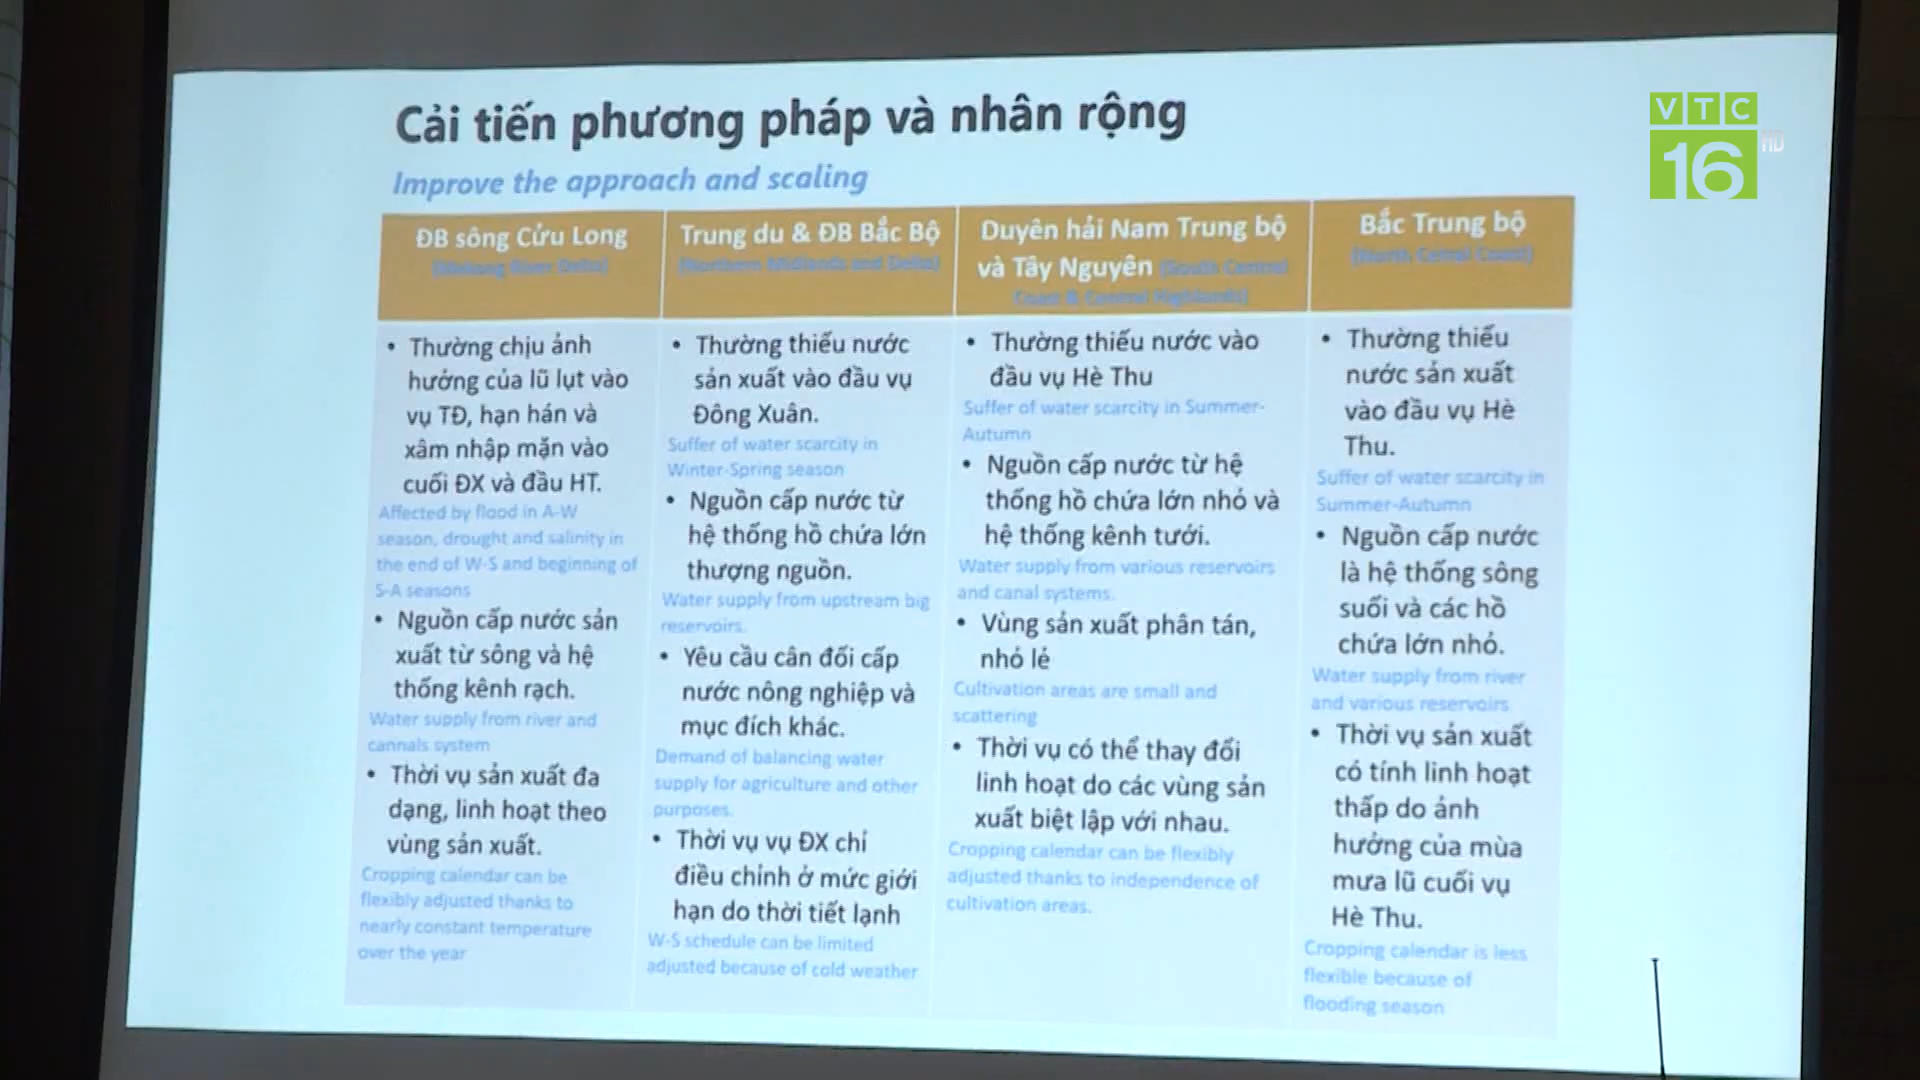 VTC
16
HD
Cải tiến phương pháp và nhân rộng
Improve the approach and scaling
ĐB sông Cửu Long
(Mekong River Delta)
Thường chịu ảnh
hưởng của lũ lụt vào
vụ TĐ, hạn hán và
xâm nhập mặn vào
cuối ĐX và đầu HT.
Affected by flood in A-W
season, drought and salinity in
the end of W-S and beginning of
S-A seasons
• Nguồn cấp nước sản
xuất từ sông và hệ
thống kênh rạch.
Water supply from river and
cannals system
• Thời vụ sản xuất đa
dạng, linh hoạt theo
vùng sản xuất.
Cropping calendar can be
flexibly adjusted thanks to
nearly constant temperature
over the year
Trung du & ĐB Bắc Bộ
(Northern Midlands and Delta)
• Thường thiếu nước
sản xuất vào đầu vụ
Đông Xuân.
Suffer of water scarcity in
Winter-Spring season
• Nguồn cấp nước từ
hệ thống hồ chứa lớn
thượng nguồn.
Water supply from upstream big
reservoirs.
• Yêu cầu cân đối cấp
nước nông nghiệp và
mục đích khác.
Demand of balancing water
supply for agriculture and other
purposes.
• Thời vụ vụ ĐX chỉ
điều chỉnh ở mức giới
hạn do thời tiết lạnh
W-S schedule can be limited
adjusted because of cold weather
Duyên hải Nam Trung bộ
và Tây Nguyên (South Central
Coast & Central Highlands)
• Thường thiếu nước vào
đầu vụ Hè Thu
Suffer of water scarcity in Summer-
Autumn
• Nguồn cấp nước từ hệ
thống hồ chứa lớn nhỏ và
hệ thống kênh tưới.
Water supply from various reservoirs
and canal systems.
• Vùng sản xuất phân tán,
nhỏ lẻ
Cultivation areas are small and
scattering
• Thời vụ có thể thay đổi
linh hoạt do các vùng sản
xuất biệt lập với nhau.
Cropping calendar can be flexibly
adjusted thanks to independence of
cultivation areas.
Bắc Trung bộ
(North Cetral Coast)
• Thường thiếu
nước sản xuất
vào đầu vụ Hè
Thu.
Suffer of water scarcity in
Summer-Autumn
• Nguồn cấp nước
là hệ thống sông
suối và các hồ
chứa lớn nhỏ.
Water supply from river
and various reservoirs
• Thời vụ sản xuất
có tính linh hoạt
thấp do ảnh
hưởng của mùa
mưa lũ cuối vụ
Hè Thu.
Cropping calendar is less
flexible because of
flooding season